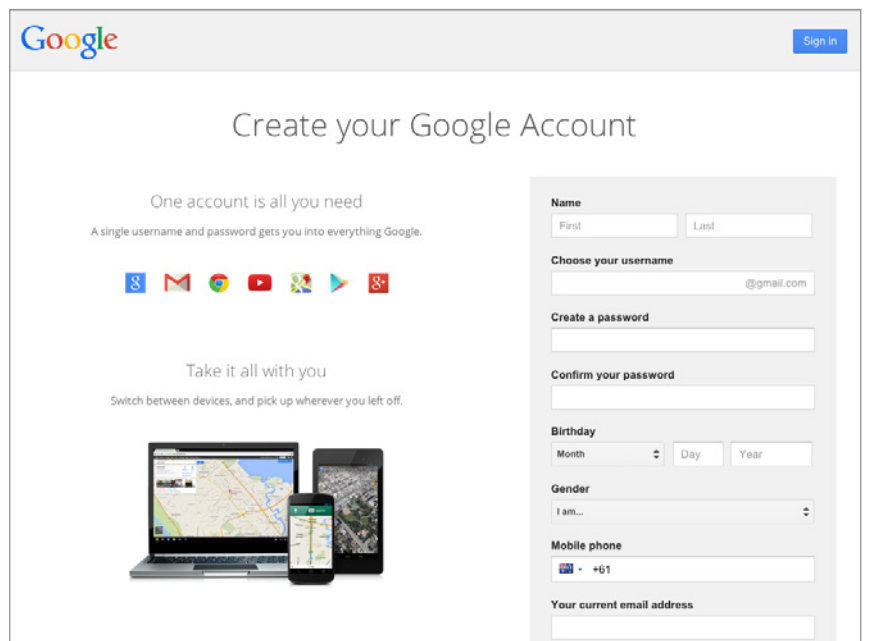 Google
Sign in
Create your Google Account
One account is all you need
A single username and password gets you into everything Google.
Take it all with you
Switch between devices, and pick up wherever you left off.
Name
First Last
Choose your username
@gmail.com
Create a password
Confirm your password
Birthday
Month Day Year
Gender
I am...
Mobile phone
+61
Your current email address